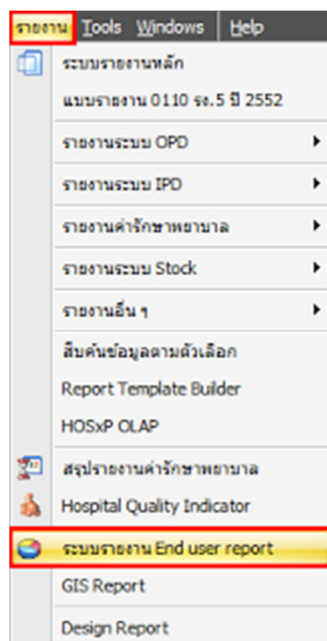 รายงาน Tools Windows Help
ระบบรายงานหลัก
แบบรายงาน 0110 รง.5 ปี 2552
รายงานระบบ OPD
รายงานระบบ IPD
รายงานค่ารักษาพยาบาล
รายงานระบบ Stock
รายงานอื่น ๆ
สืบค้นข้อมูลตามตัวเลือก
Report Template Builder
HOSxP OLAP
สรุปรายงานค่ารักษาพยาบาล
Hospital Quality Indicator
ระบบรายงาน End user report
GIS Report
Design Report